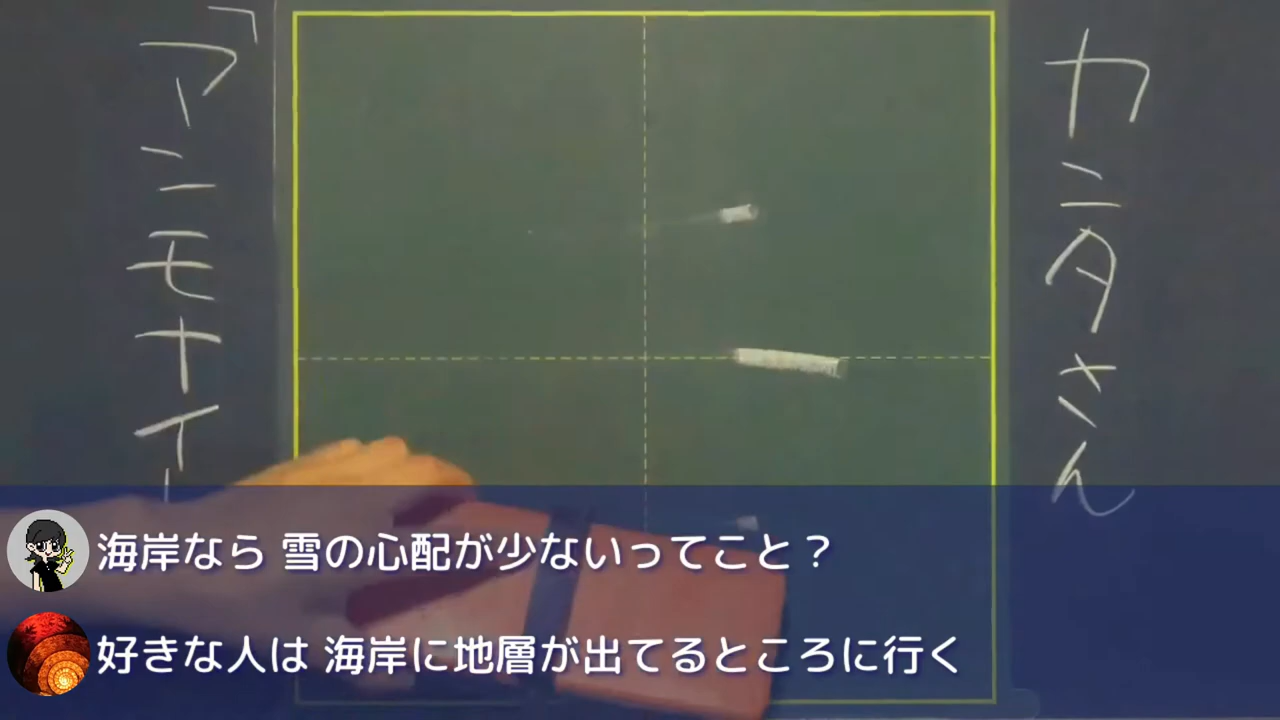 カンタさん
「アンモナイ
海岸なら 雪の心配が少ないってこと？
好きな人は 海岸に地層が出てるところに行く